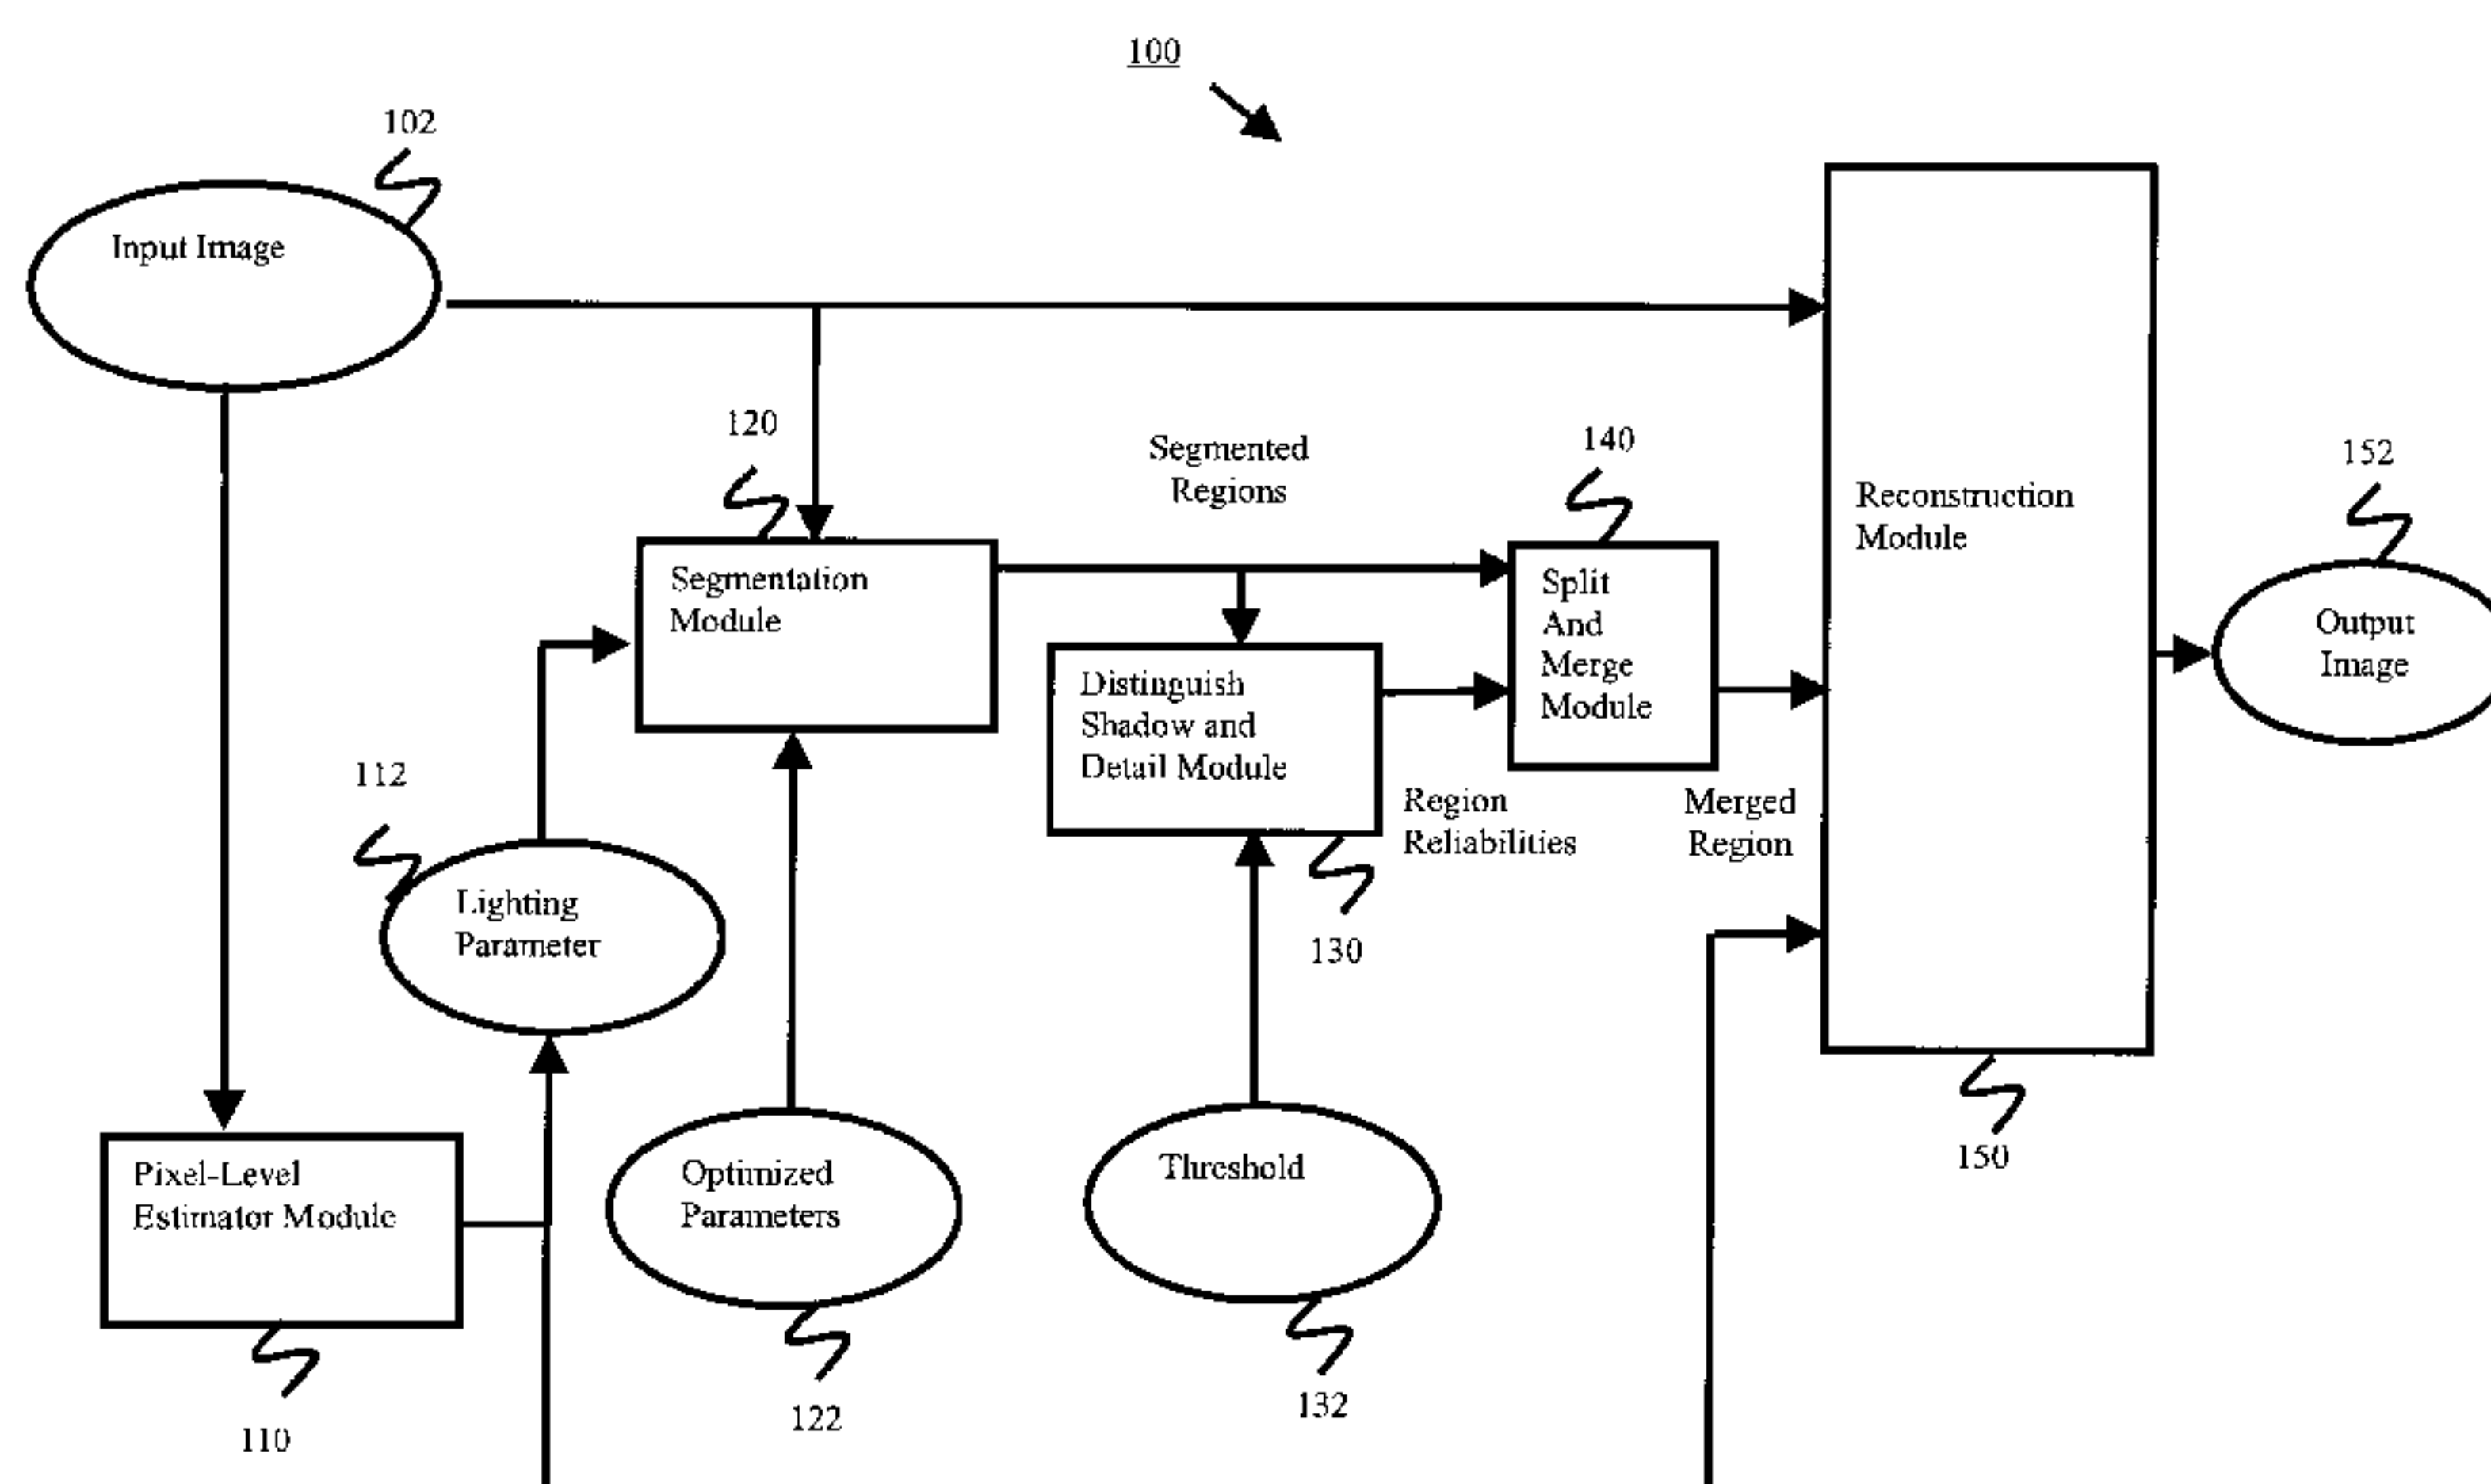 100
102
Input Image
120
Segmented
Regions
140
152
Reconstruction
Module
Segmentation
Module
Split
And
Merge
Module
Output
Image
Distinguish
Shadow and
Detail Module
112
Region
Reliabilities
Merged
Region
Lighting
Parameter
130
150
Pixel-Level
Estimator Module
Optimized
Parameters
Threshold
132
122
110